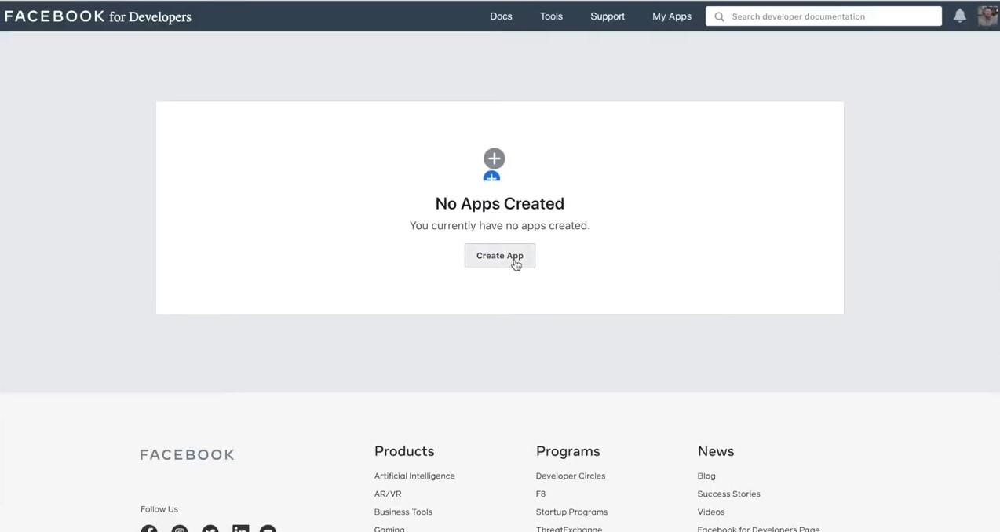 FACEBOOK for Developers
Docs
Tools
Support
My Apps
Search developer documentation
No Apps Created
You currently have no apps created.
Create App
FACEBOOK
Follow Us
Products
Artificial Intelligence
AR/VR
Business Tools
Gaming
Programs
Developer Circles
F8
Startup Programs
ThreatExchange
News
Blog
Success Stories
Videos
Facebook for Developers Page